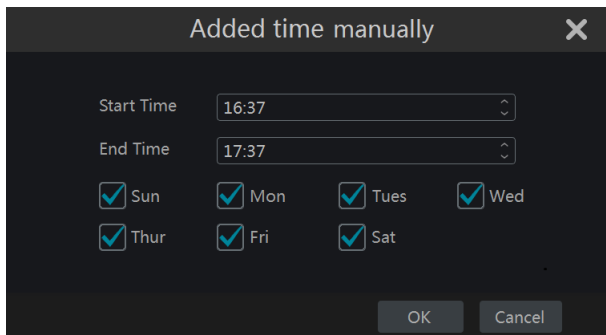 Added time manually
Start Time 16:37
End Time 17:37
Sun Mon Tues Wed
Thur Fri Sat
OK Cancel